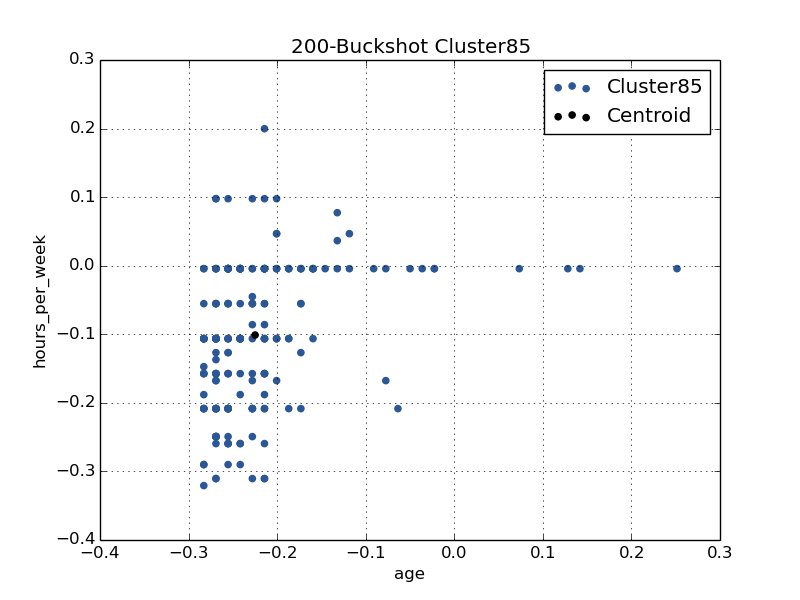 200-Buckshot Cluster85
Cluster85
Centroid
0.3
0.2
0.1
0.0
−0.1
−0.2
−0.3
−0.4
hours_per_week
−0.4 −0.3 −0.2 −0.1 0.0 0.1 0.2 0.3
age